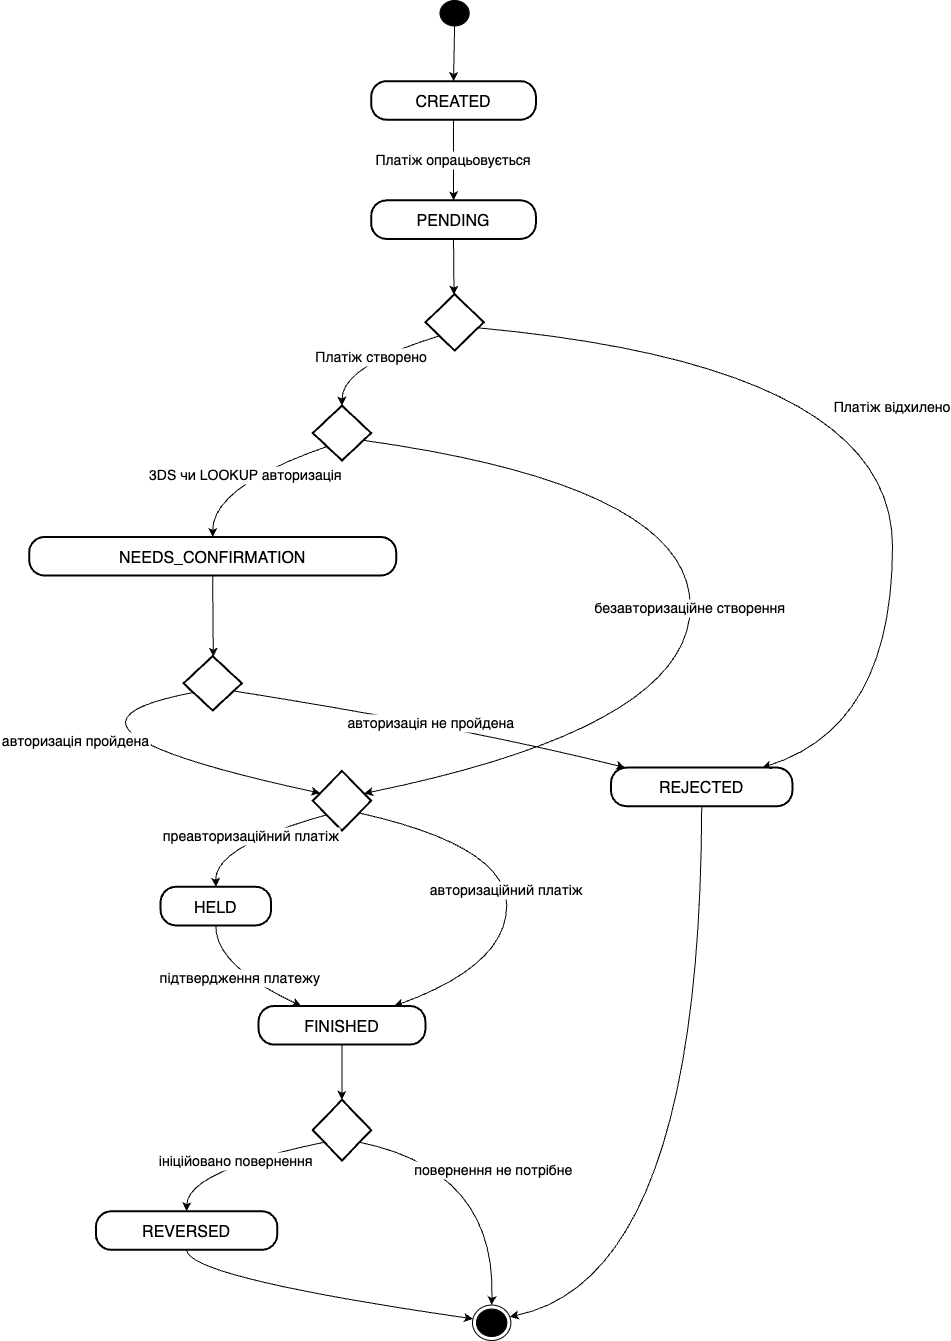 CREATED
Платіж опрацьовується
PENDING
Платіж створено
Платіж відхилено
3DS чи LOOKUP авторизація
NEEDS_CONFIRMATION
безавторизаційне створення
авторизація не пройдена
авторизація пройдена
REJECTED
преавторизаційний платіж
авторизаційний платіж
HELD
підтвердження платежу
FINISHED
ініційовано повернення
повернення не потрібне
REVERSED